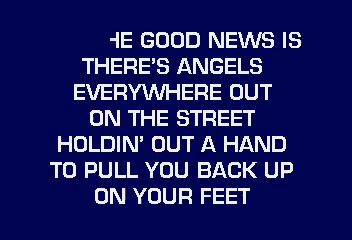 HE GOOD NEWS IS
THERE'S ANGELS
EVERYWHERE OUT
ON THE STREET
HOLDIN' OUT A HAND
TO PULL YOU BACK UP
ON YOUR FEET